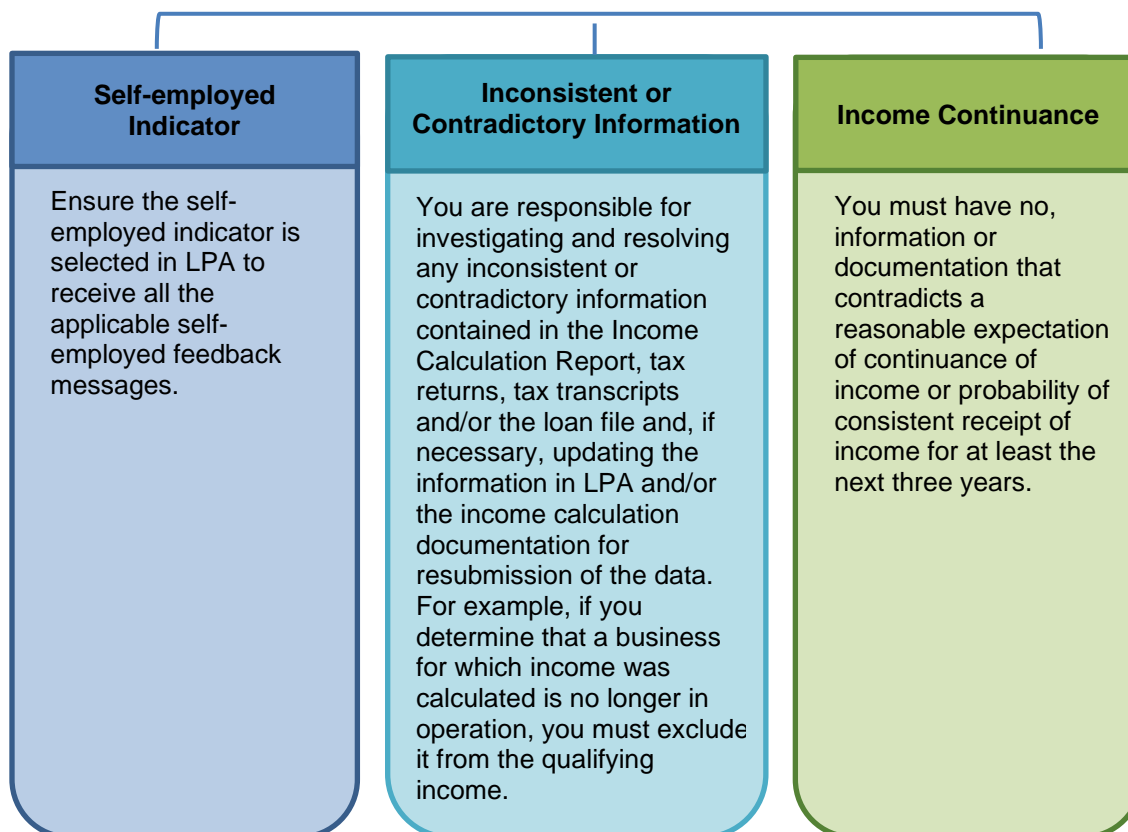 Self-employed
Indicator
Ensure the self-
employed indicator is
selected in LPA to
receive all the
applicable self-
employed feedback
messages.
Inconsistent or
Contradictory Information
You are responsible for
investigating and resolving
any inconsistent or
contradictory information
contained in the Income
Calculation Report, tax
returns, tax transcripts
and/or the loan file and, if
necessary, updating the
information in LPA and/or
the income calculation
documentation for
resubmission of the data.
For example, if you
determine that a business
for which income was
calculated is no longer in
operation, you must exclude
it from the qualifying
income.
Income Continuance
You must have no,
information or
documentation that
contradicts a
reasonable expectation
of continuance of
income or probability of
consistent receipt of
income for at least the
next three years.